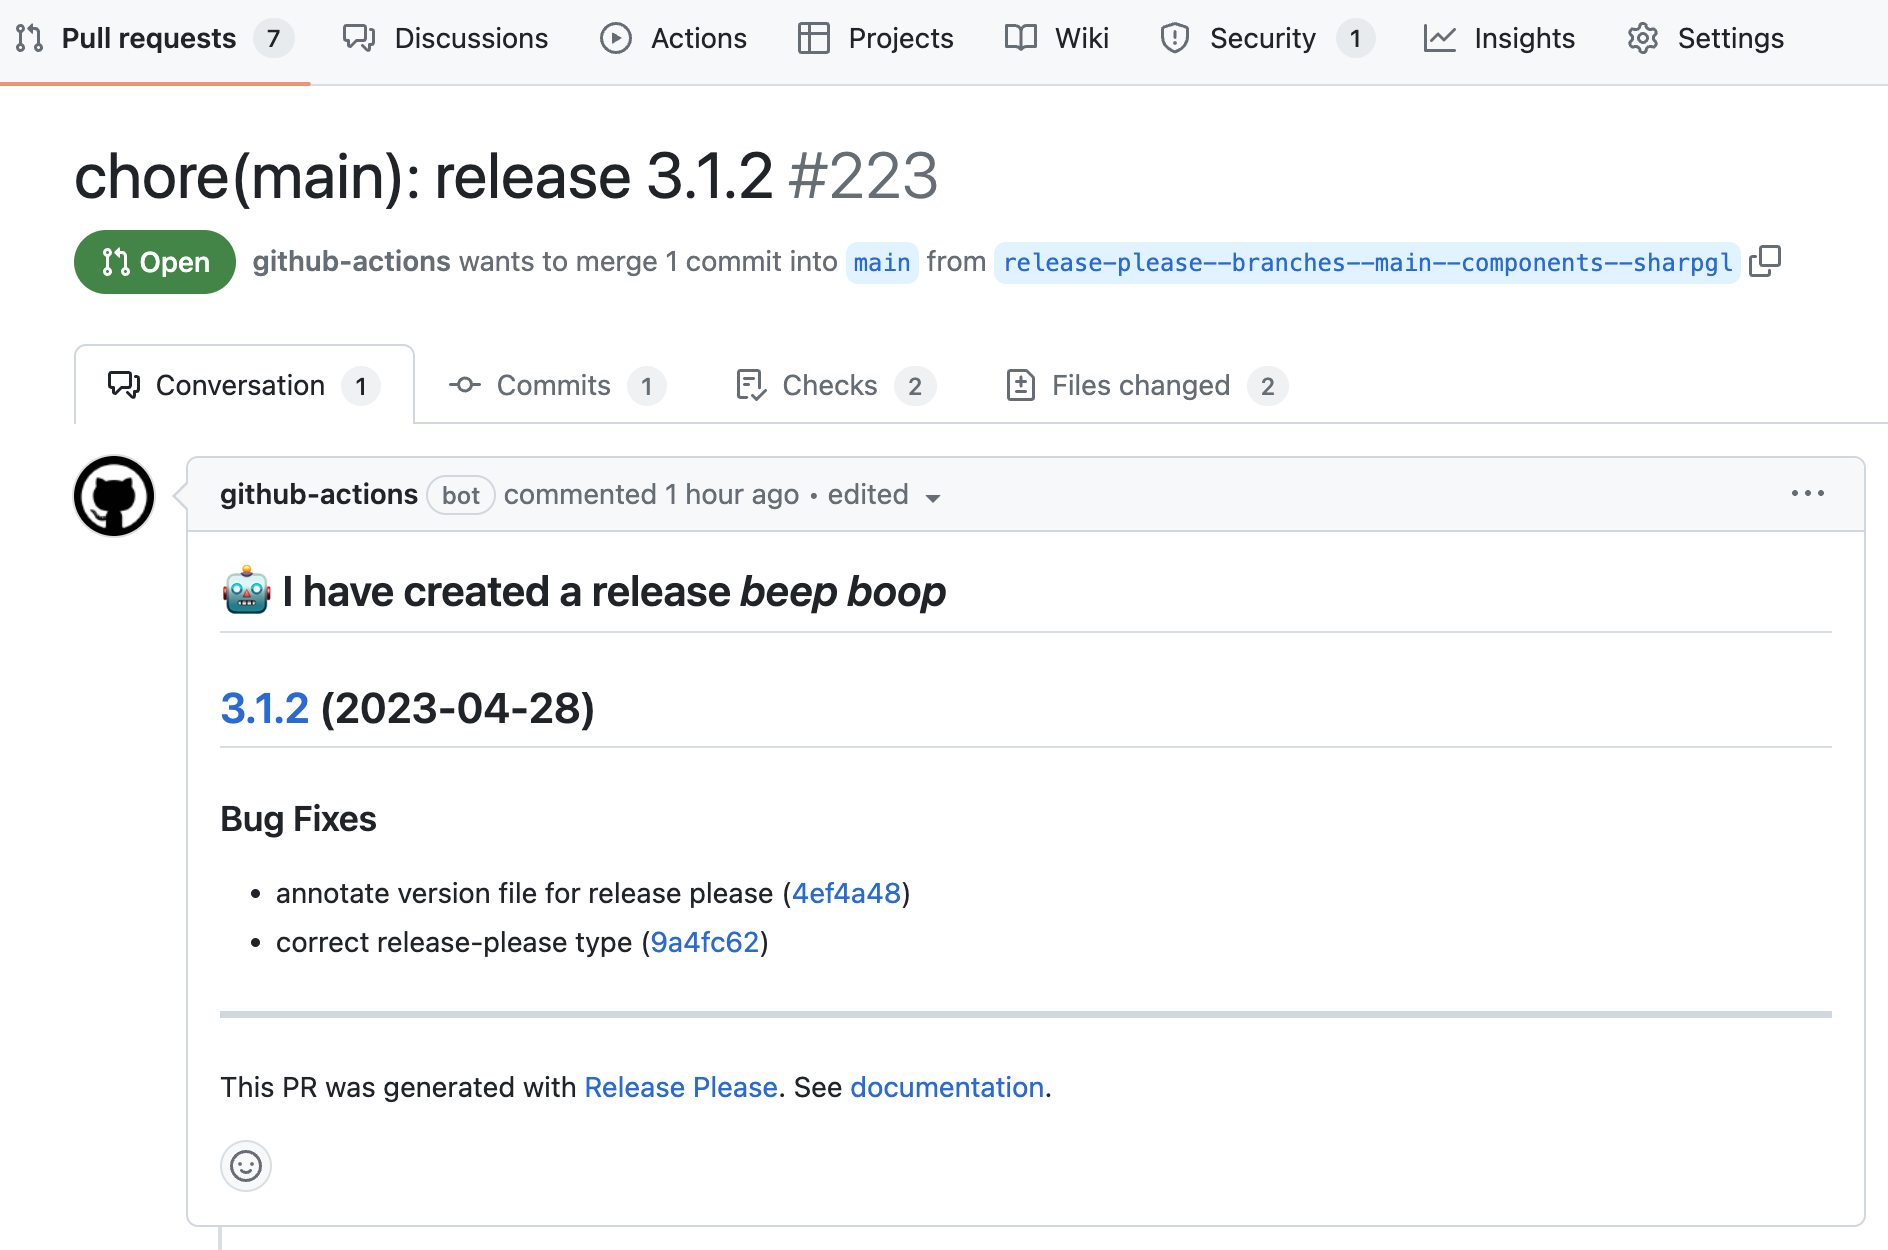 Pull requests 7 Discussions Actions Projects Wiki Security 1 Insights Settings
chore(main): release 3.1.2 #223
Open github-actions wants to merge 1 commit into main from release-please--branches--main--components--sharpgl
Conversation 1 Commits 1 Checks 2 Files changed 2
github-actions bot commented 1 hour ago • edited
🤖 I have created a release beep boop
3.1.2 (2023-04-28)
Bug Fixes
• annotate version file for release please (4ef4a48)
• correct release-please type (9a4fc62)
This PR was generated with Release Please. See documentation.